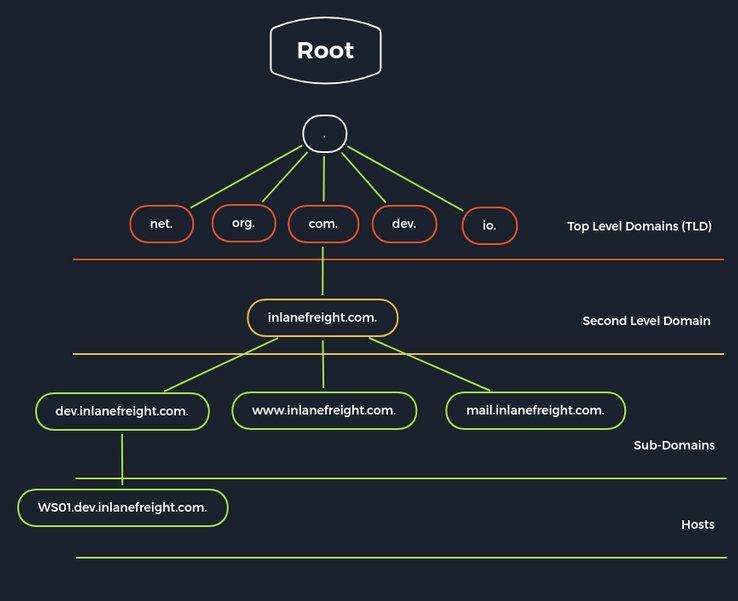 Root
.
net.
org.
com.
dev.
io.
Top Level Domains (TLD)
inlanefreight.com.
Second Level Domain
dev.inlanefreight.com.
www.inlanefreight.com.
mail.inlanefreight.com.
Sub-Domains
WS01.dev.inlanefreight.com.
Hosts